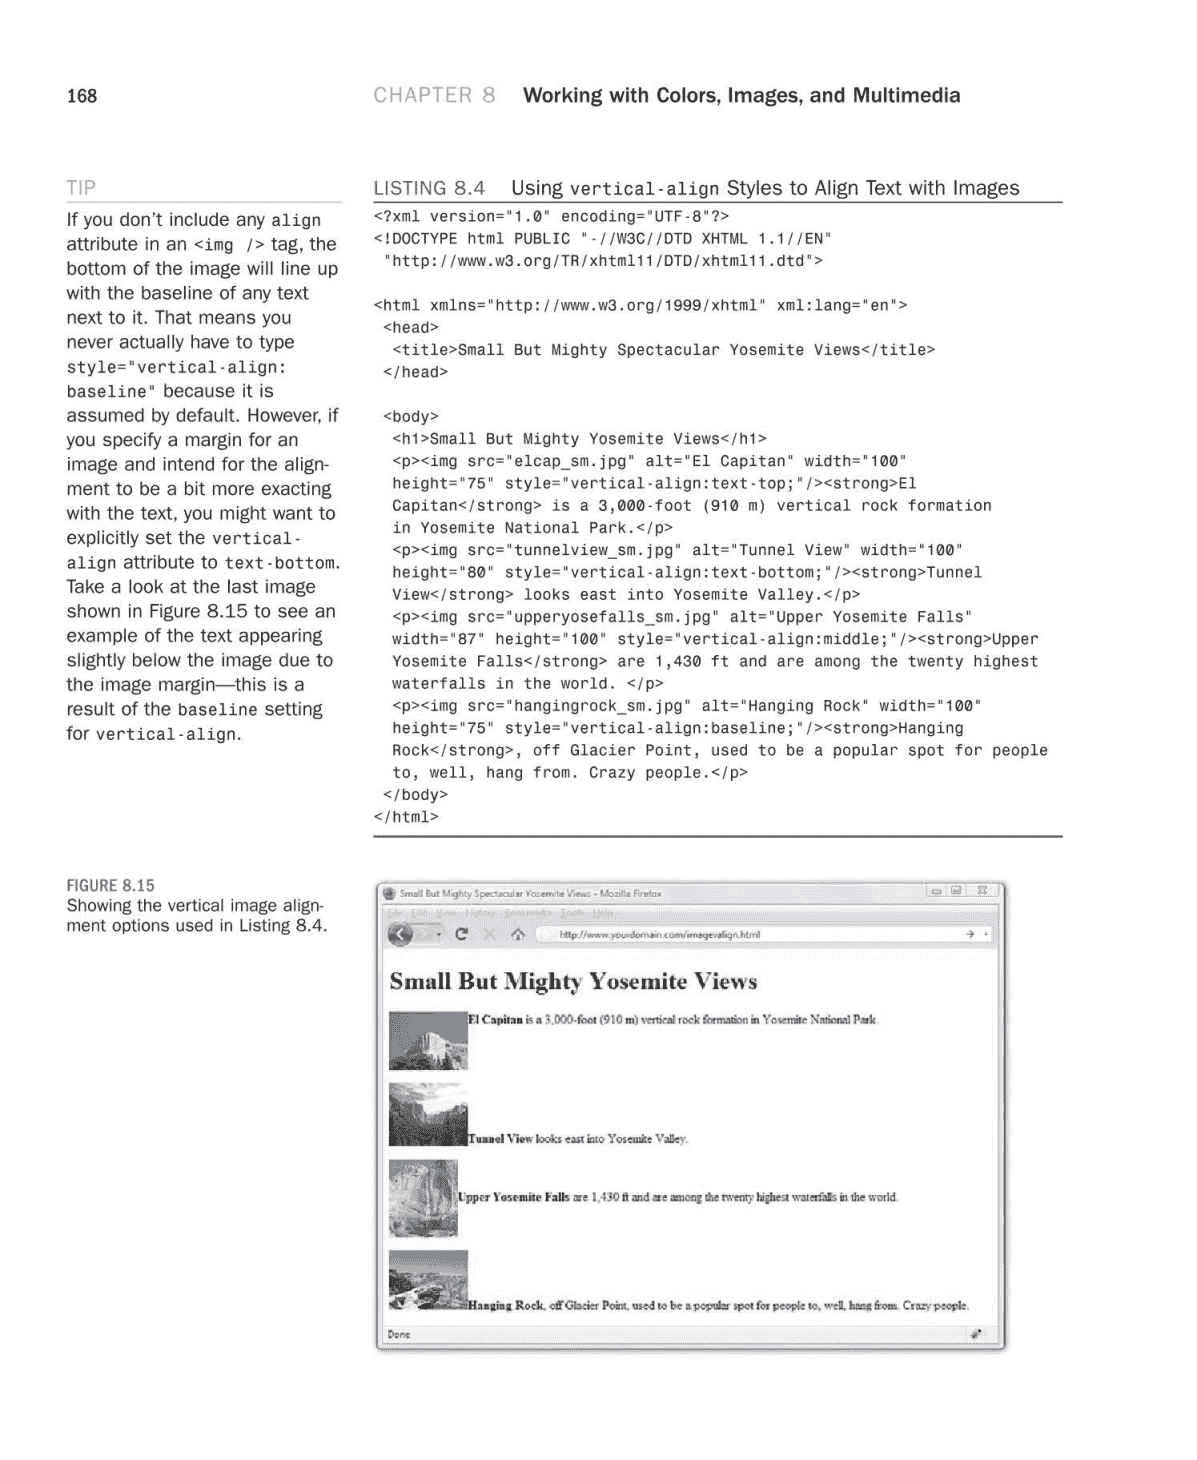 168
CHAPTER 8 Working with Colors, Images, and Multimedia
TIP
If you don't include any align
attribute in an <img /> tag, the
bottom of the image will line up
with the baseline of any text
next to it. That means you
never actually have to type
style="vertical-align:
baseline" because it is
assumed by default. However, if
you specify a margin for an
image and intend for the align-
ment to be a bit more exacting
with the text, you might want to
explicitly set the vertical-
align attribute to text-bottom.
Take a look at the last image
shown in Figure 8.15 to see an
example of the text appearing
slightly below the image due to
the image margin—this is a
result of the baseline setting
for vertical-align.
LISTING 8.4 Using vertical-align Styles to Align Text with Images
<?xml version="1.0" encoding="UTF-8"?>
<!DOCTYPE html PUBLIC "-//W3C//DTD XHTML 1.1//EN"
"http://www.w3.org/TR/xhtml11/DTD/xhtml11.dtd">
<html xmlns="http://www.w3.org/1999/xhtml" xml:lang="en">
<head>
<title>Small But Mighty Spectacular Yosemite Views</title>
</head>
<body>
<h1>Small But Mighty Yosemite Views</h1>
<p><img src="elcap_sm.jpg" alt="El Capitan" width="100"
height="75" style="vertical-align:text-top;"/><strong>El
Capitan</strong> is a 3,000-foot (910 m) vertical rock formation
in Yosemite National Park.</p>
<p><img src="tunnelview_sm.jpg" alt="Tunnel View" width="100"
height="80" style="vertical-align:text-bottom;"/><strong>Tunnel
View</strong> looks east into Yosemite Valley.</p>
<p><img src="upperyosefalls_sm.jpg" alt="Upper Yosemite Falls"
width="87" height="100" style="vertical-align:middle;"/><strong>Upper
Yosemite Falls</strong> are 1,430 ft and are among the twenty highest
waterfalls in the world. </p>
<p><img src="hangingrock_sm.jpg" alt="Hanging Rock" width="100"
height="75" style="vertical-align:baseline;"/><strong>Hanging
Rock</strong>, off Glacier Point, used to be a popular spot for people
to, well, hang from. Crazy people.</p>
</body>
</html>
FIGURE 8.15
Showing the vertical image align-
ment options used in Listing 8.4.
Small But Mighty Spectacular Yosemite Views - Mozilla Firefox
File Edit View History Bookmarks Tools Help
http://www.yourdomain.com/imagevalign.html
Small But Mighty Yosemite Views
El Capitan is a 3,000-foot (910 m) vertical rock formation in Yosemite National Park.
Tunnel View looks east into Yosemite Valley.
Upper Yosemite Falls are 1,430 ft and are among the twenty highest waterfalls in the world.
Hanging Rock, off Glacier Point, used to be a popular spot for people to, well, hang from. Crazy people.
Done